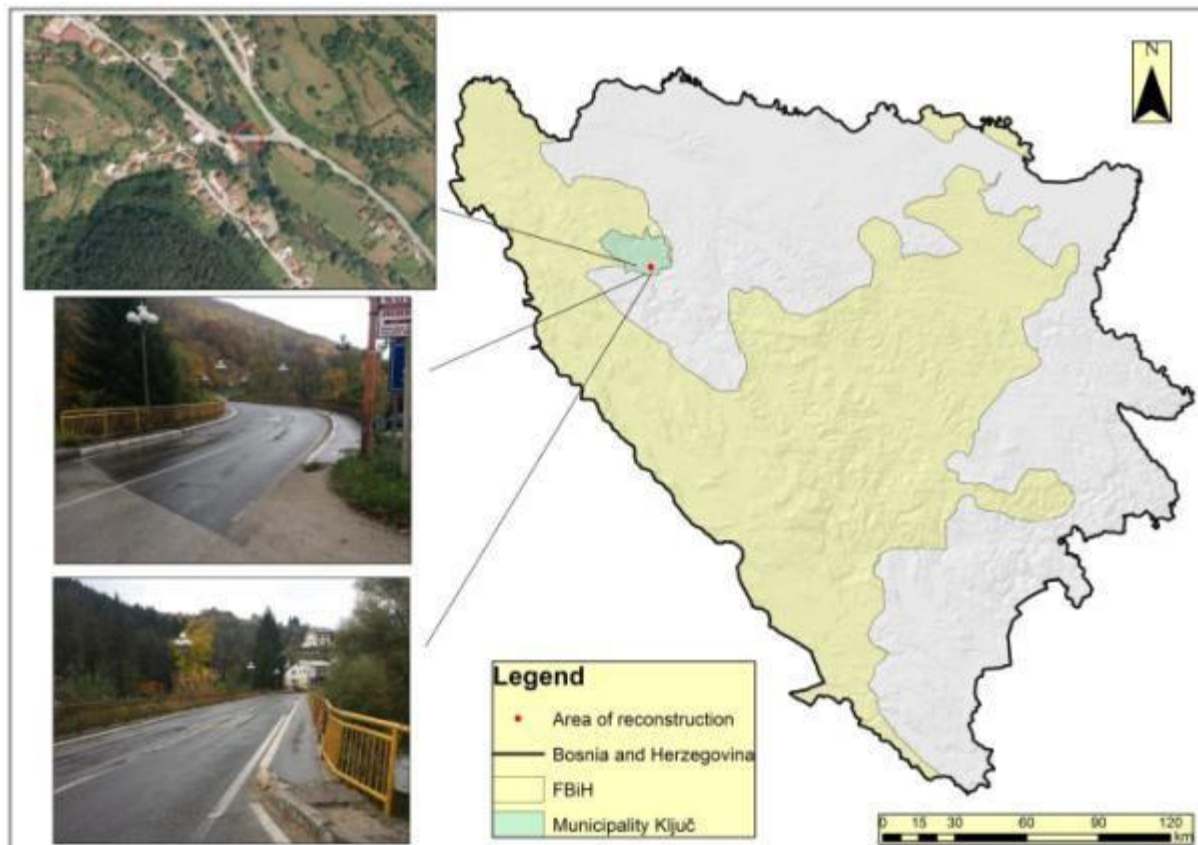 N
Legend
Area of reconstruction
Bosnia and Herzegovina
FBiH
Municipality Ključ
0 15 30 60 90 120
km